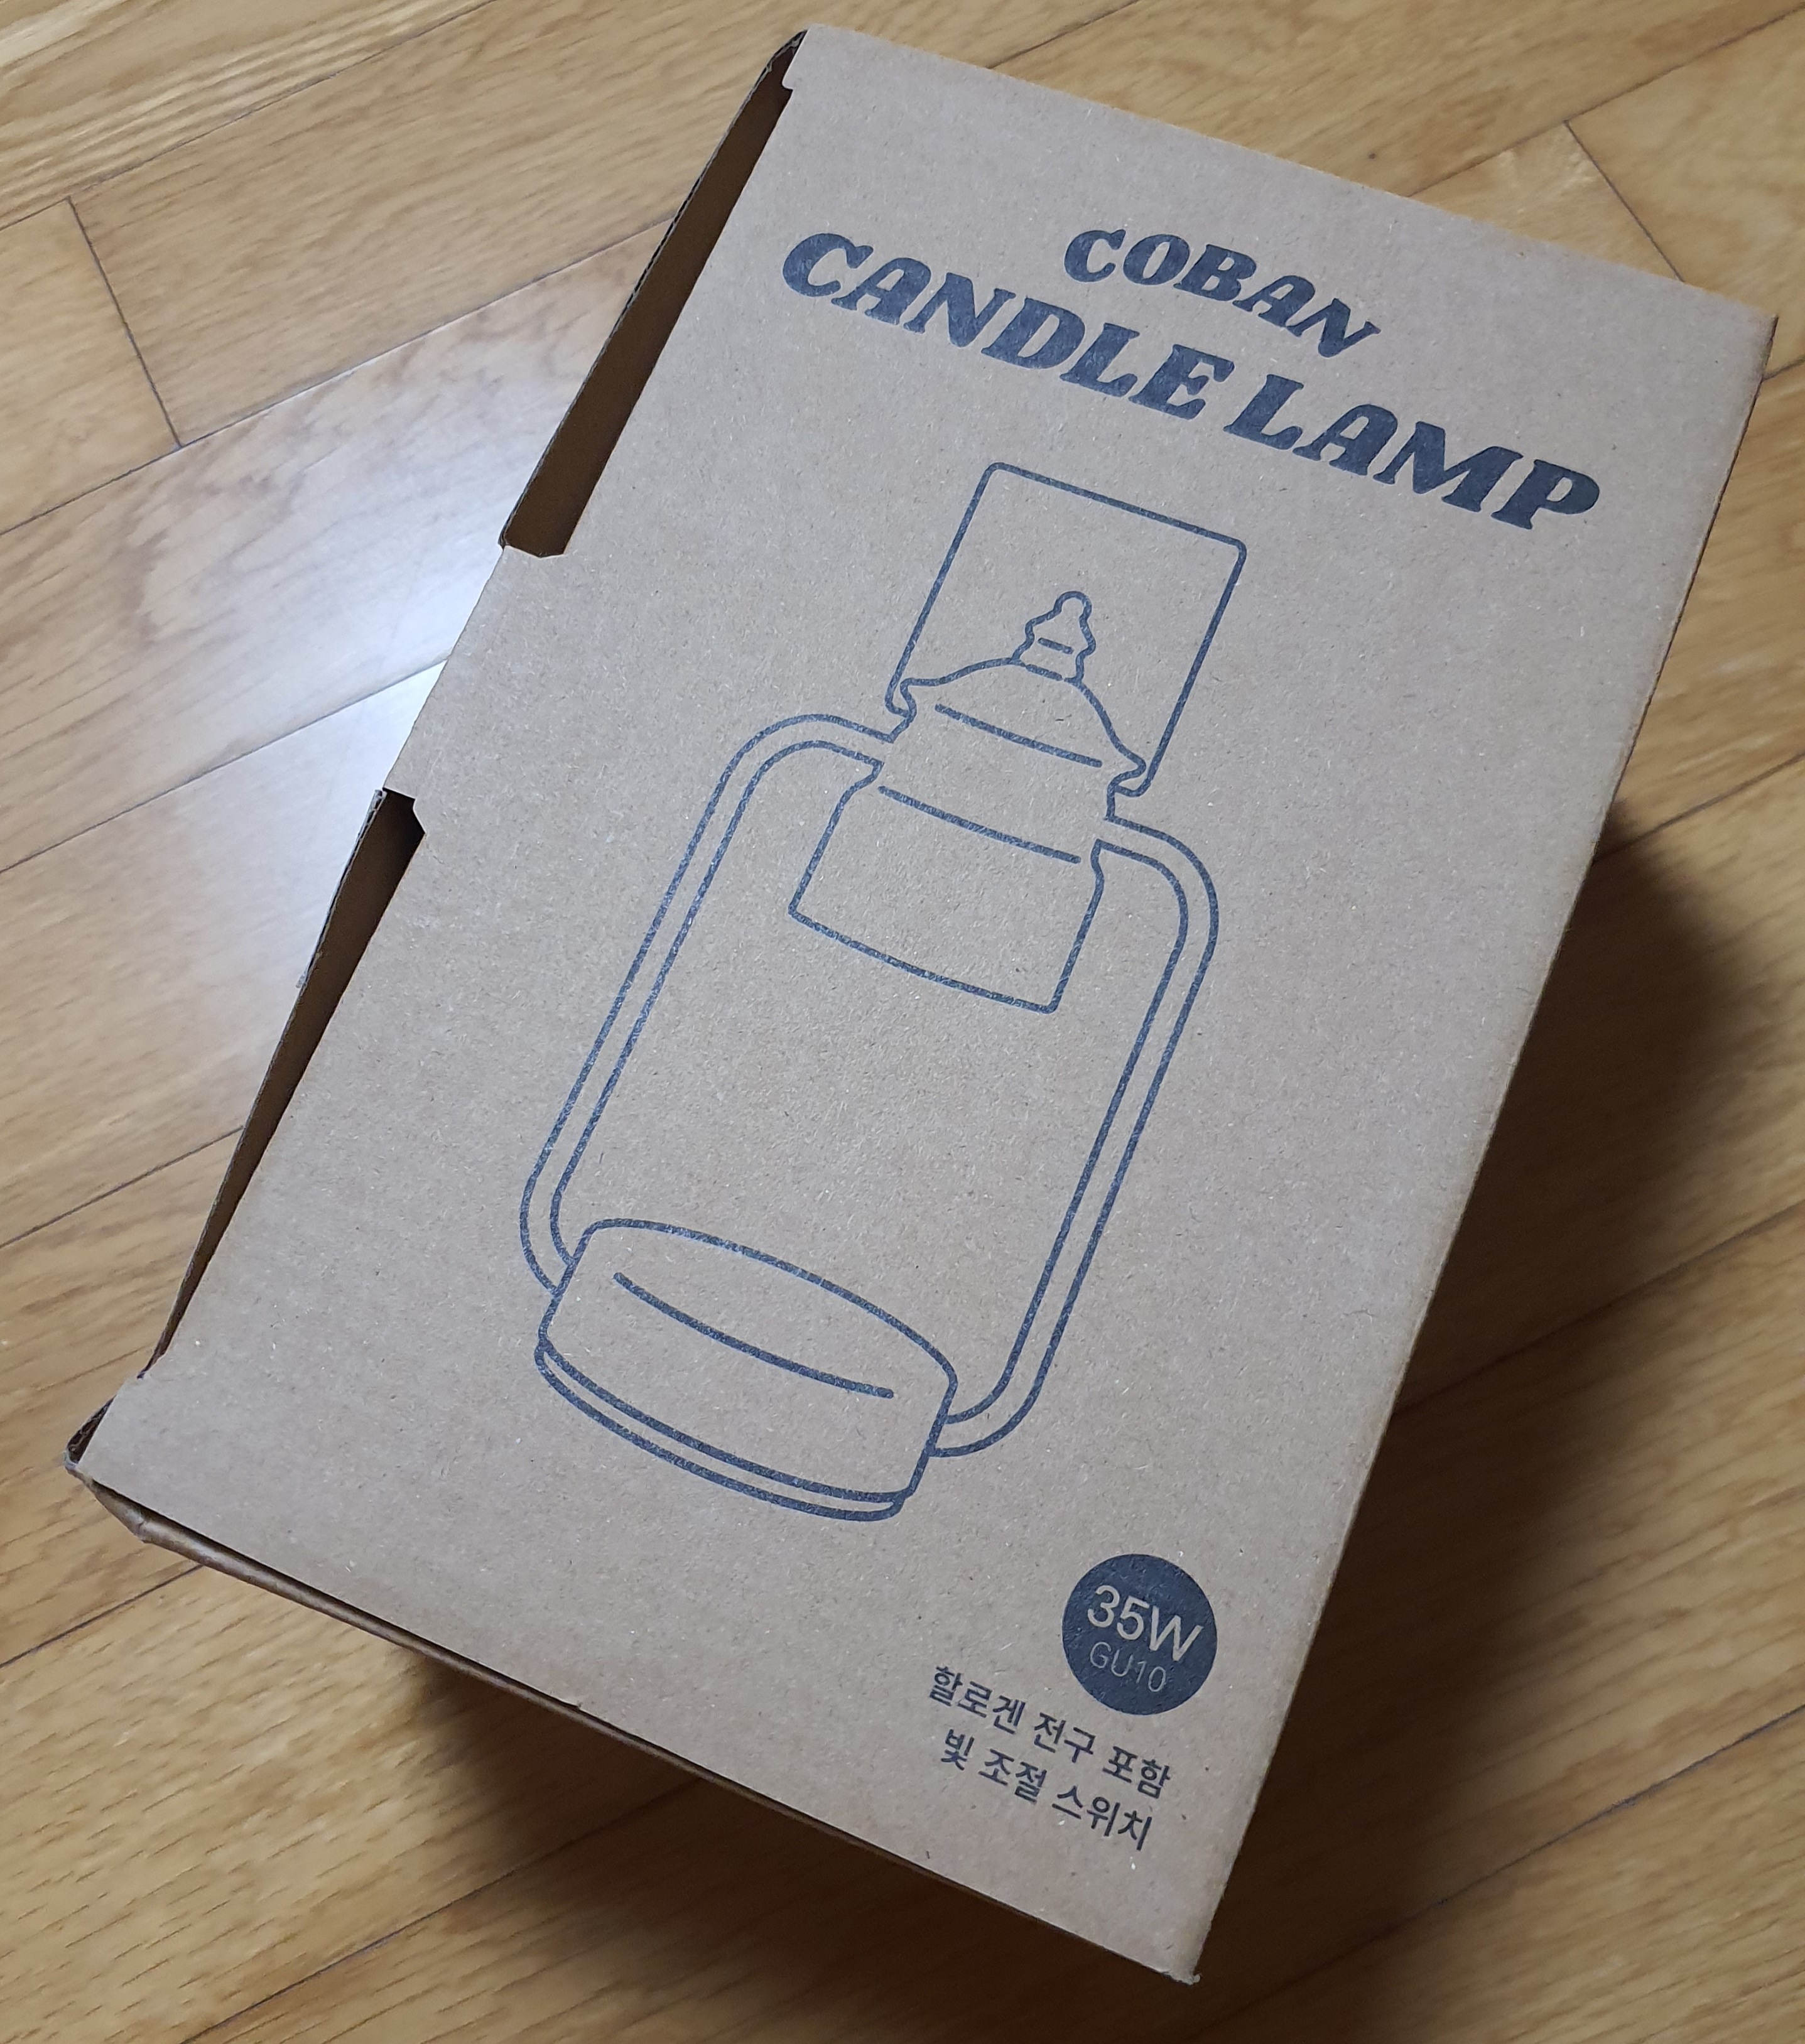 COBAN
CANDLE LAMP
35W
GU10
할로겐 전구 포함
빛 조절 스위치